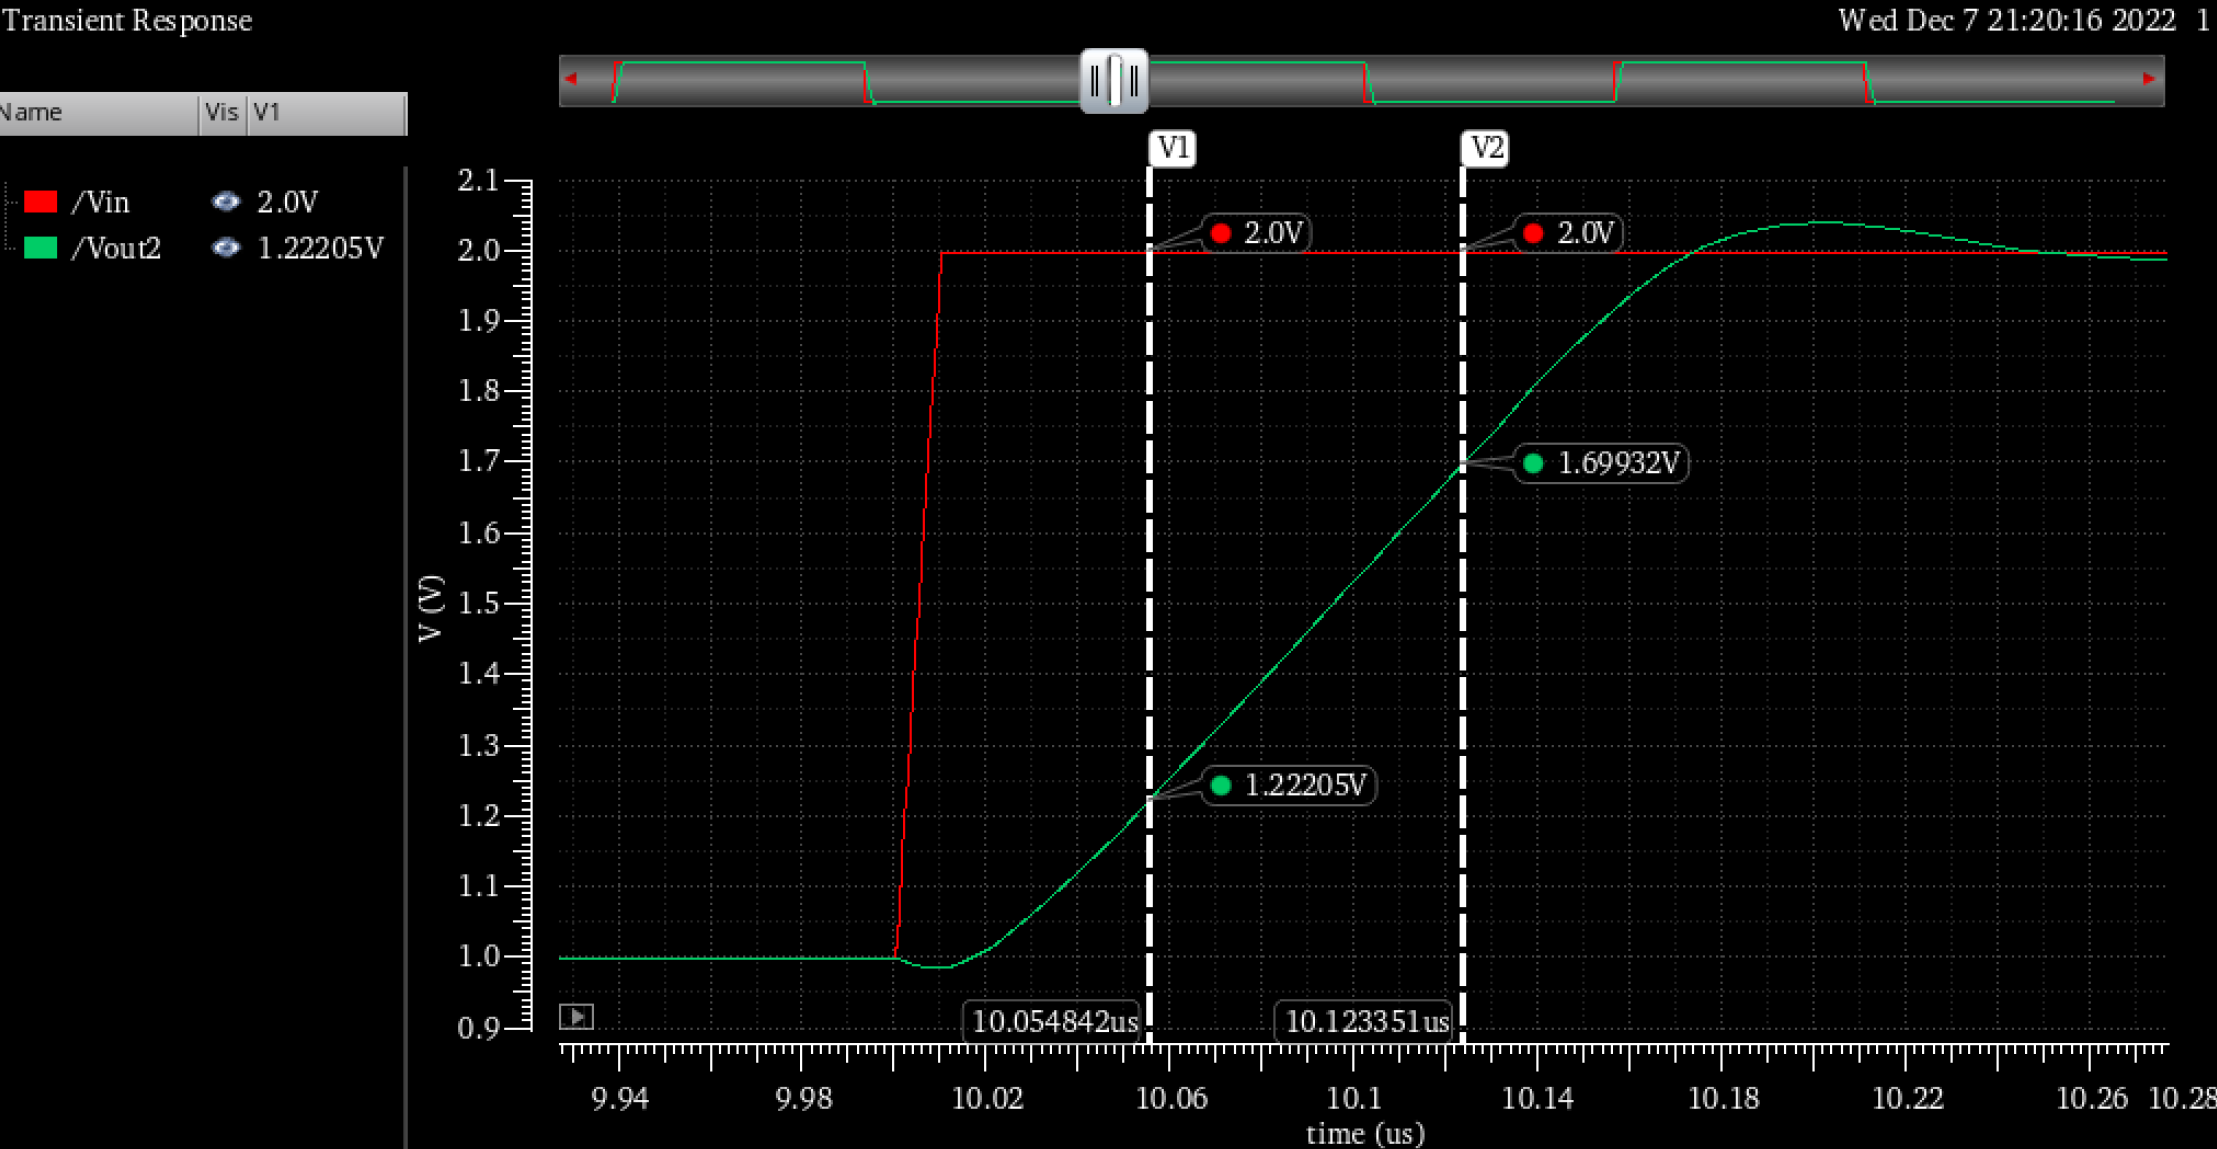 Transient Response
Wed Dec 7 21:20:16 2022 1
Name Vis V1
/Vin 2.0V
/Vout2 1.22205V
V1
V2
2.1
2.0
1.9
1.8
1.7
1.6
1.5
1.4
1.3
1.2
1.1
1.0
0.9
V (V)
2.0V
2.0V
1.69932V
1.22205V
10.054842us
10.123351us
9.94 9.98 10.02 10.06 10.1 10.14 10.18 10.22 10.26 10.28
time (us)